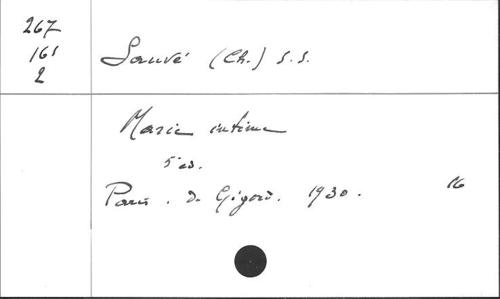 267
161
2
Sauvé (Ch.) S.S.
Marie intime
5e éd.
Paris. de Gigord. 1930. 16